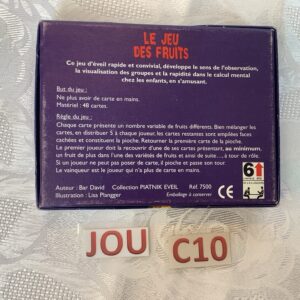 LE JEU
DES FRUITS
Ce jeu d'éveil rapide et convivial, développe le sens de l'observation,
la visualisation des groupes et la rapidité dans le calcul mental
chez les enfants, en s'amusant.
But du jeu :
Ne plus avoir de carte en mains.
Matériel : 48 cartes.
Règle du jeu :
Chaque carte présente un nombre variable de fruits différents. Bien mélanger les
cartes, en distribuer 5 à chaque joueur, les cartes restantes sont empilées faces
cachées et constituent la pioche. Retourner la première carte de la pioche.
Le premier joueur doit la recouvrir d'une de ses cartes présentant, au minimum,
un fruit de plus ou dans l'une des variétés de fruits et ainsi de suite..., à tour de rôle.
Si un joueur ne peut pas poser de carte, il pioche et passe son tour.
Le vainqueur est le joueur qui n'a plus de carte en mains.
Auteur : Bar David Collection PIATNIK EVEIL Réf. 7500
Illustration : Lisa Plangger Emballage à conserver
CE
6
JOU
C10